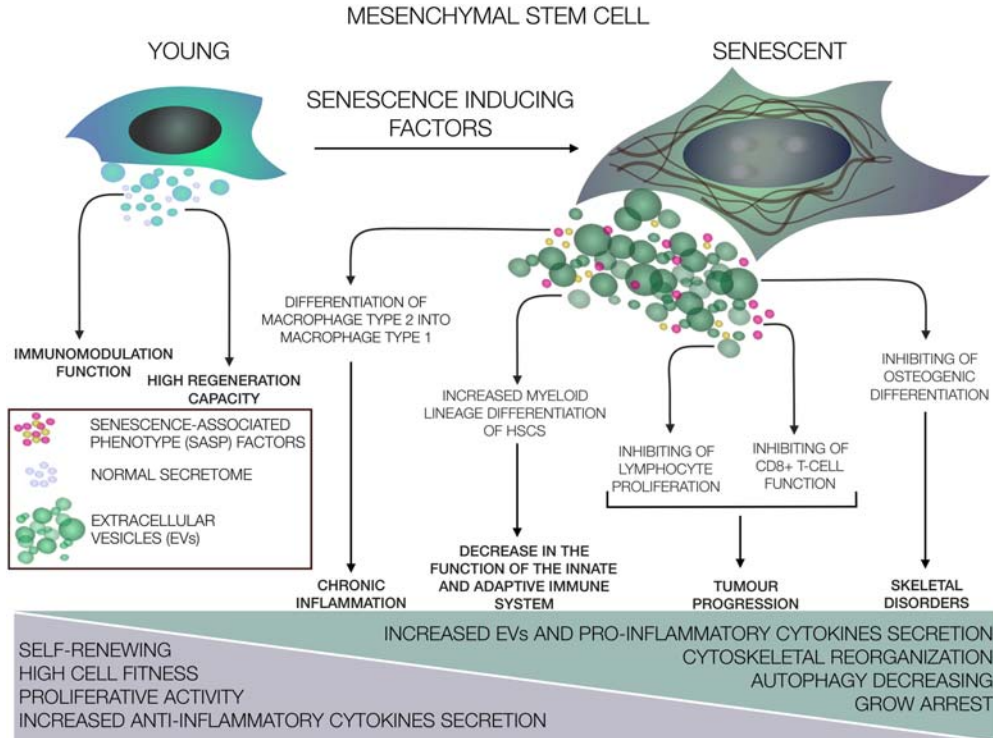 MESENCHYMAL STEM CELL
YOUNG
SENESCENT
SENESCENCE INDUCING
FACTORS
IMMUNOMODULATION
FUNCTION
HIGH REGENERATION
CAPACITY
DIFFERENTIATION OF
MACROPHAGE TYPE 2 INTO
MACROPHAGE TYPE 1
INCREASED MYELOID
LINEAGE DIFFERENTIATION
OF HSCS
INHIBITING OF
LYMPHOCYTE
PROLIFERATION
INHIBITING OF
CD8+ T-CELL
FUNCTION
INHIBITING OF
OSTEOGENIC
DIFFERENTIATION
SENESCENCE-ASSOCIATED
PHENOTYPE (SASP) FACTORS
NORMAL SECRETOME
EXTRACELLULAR
VESICLES (EVs)
CHRONIC
INFLAMMATION
DECREASE IN THE
FUNCTION OF THE INNATE
AND ADAPTIVE IMMUNE
SYSTEM
TUMOUR
PROGRESSION
SKELETAL
DISORDERS
SELF-RENEWING
HIGH CELL FITNESS
PROLIFERATIVE ACTIVITY
INCREASED ANTI-INFLAMMATORY CYTOKINES SECRETION
INCREASED EVs AND PRO-INFLAMMATORY CYTOKINES SECRETION
CYTOSKELETAL REORGANIZATION
AUTOPHAGY DECREASING
GROW ARREST